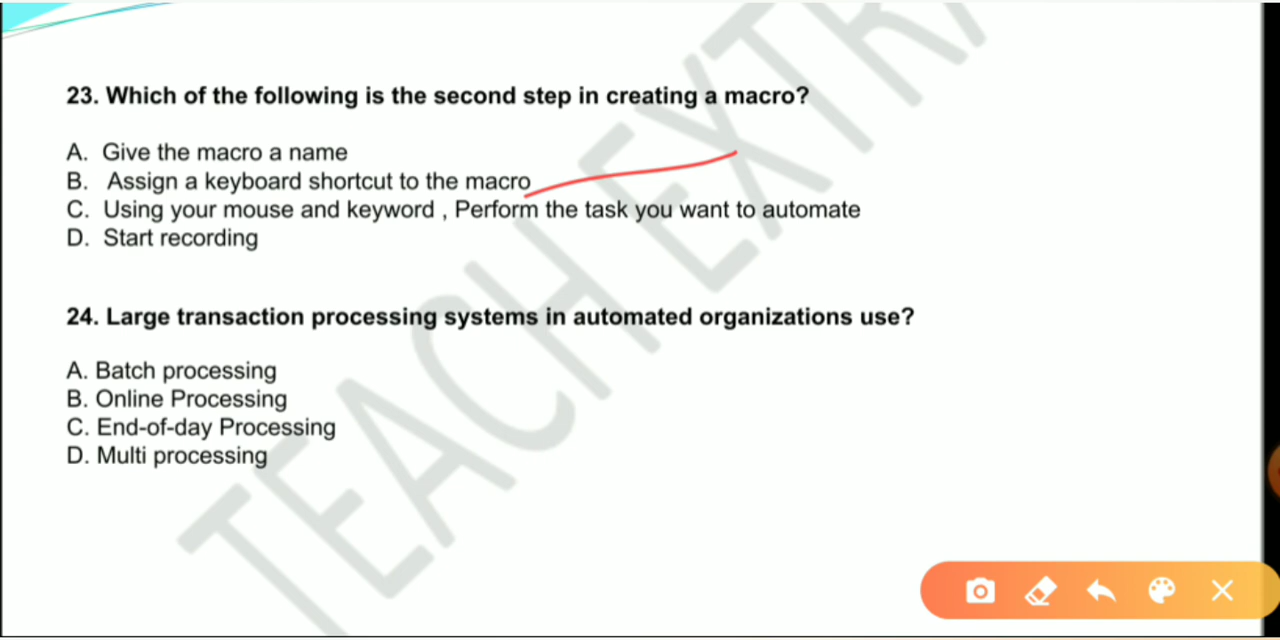 23. Which of the following is the second step in creating a macro?
A. Give the macro a name
B. Assign a keyboard shortcut to the macro
C. Using your mouse and keyword , Perform the task you want to automate
D. Start recording
24. Large transaction processing systems in automated organizations use?
A. Batch processing
B. Online Processing
C. End-of-day Processing
D. Multi processing
TEACH EXTRA